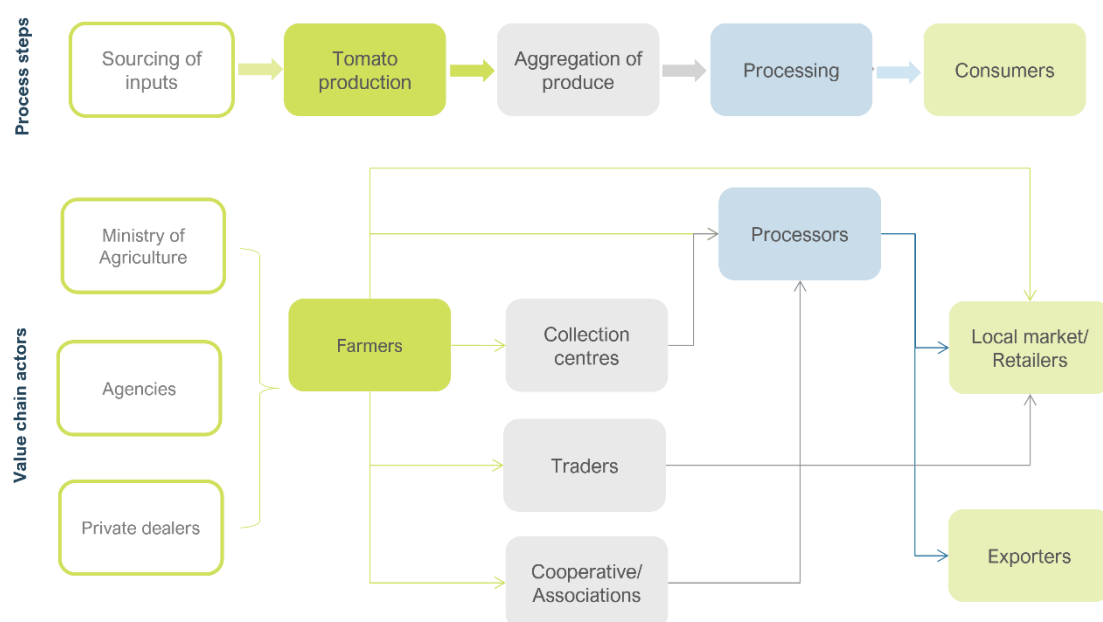 Process steps
Sourcing of
inputs
Tomato
production
Aggregation of
produce
Processing
Consumers
Value chain actors
Ministry of
Agriculture
Agencies
Private dealers
Farmers
Collection
centres
Traders
Cooperative/
Associations
Processors
Local market/
Retailers
Exporters